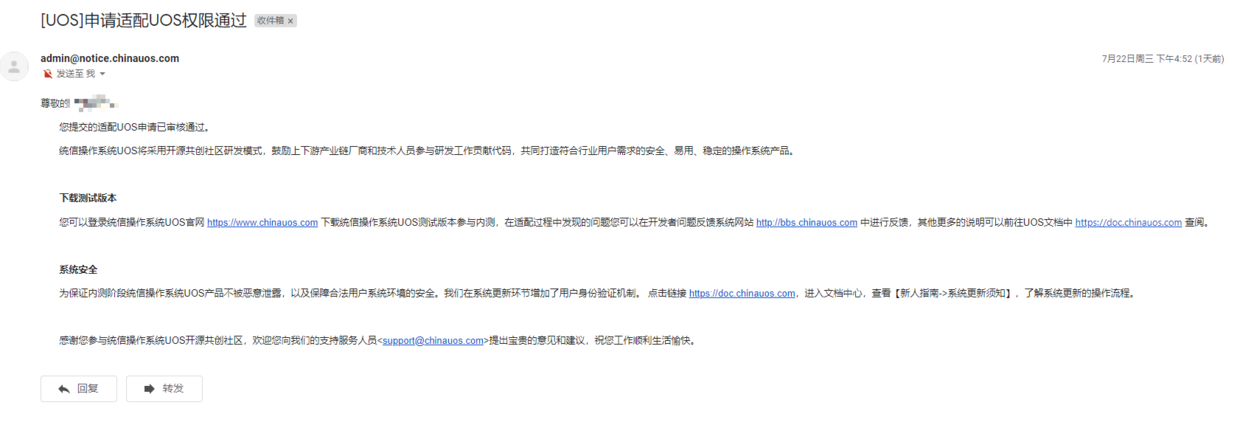 [UOS]申请适配UOS权限通过 收件箱 ×
admin@notice.chinauos.com 7月22日周三 下午4:52 (1天前)
发送至 我
尊敬的
您提交的适配UOS申请已审核通过。
统信操作系统UOS将采用开源共创社区研发模式，鼓励上下游产业链厂商和技术人员参与研发工作贡献代码，共同打造符合行业用户需求的安全、易用、稳定的操作系统产品。
下载测试版本
您可以登录统信操作系统UOS官网 https://www.chinauos.com 下载统信操作系统UOS测试版本参与内测，在适配过程中发现的问题您可以在开发者问题反馈系统网站 http://bbs.chinauos.com 中进行反馈，其他更多的说明可以前往UOS文档中 https://doc.chinauos.com 查阅。
系统安全
为保证内测阶段统信操作系统UOS产品不被恶意泄露，以及保障合法用户系统环境的安全。我们在系统更新环节增加了用户身份验证机制。 点击链接 https://doc.chinauos.com，进入文档中心，查看【新人指南->系统更新须知】，了解系统更新的操作流程。
感谢您参与统信操作系统UOS开源共创社区，欢迎您向我们的支持服务人员<support@chinauos.com>提出宝贵的意见和建议，祝您工作顺利生活愉快。
回复 转发